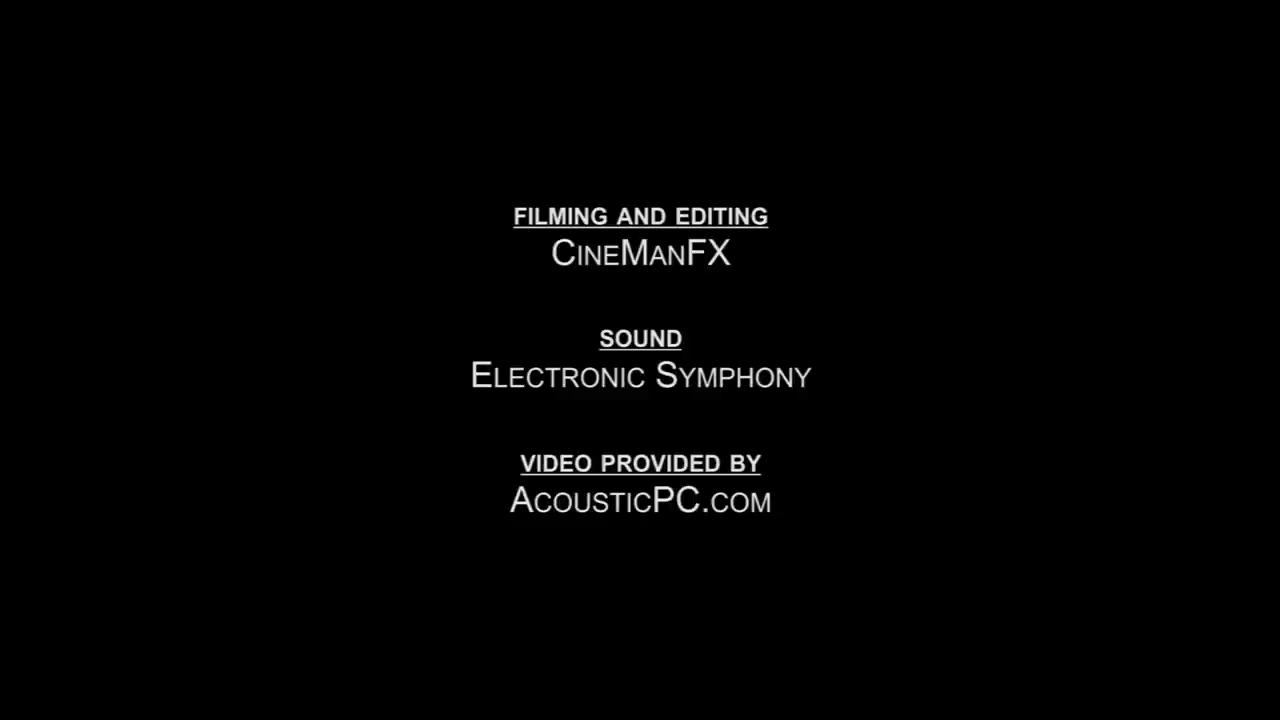 FILMING AND EDITING
CINEMANFX
SOUND
ELECTRONIC SYMPHONY
VIDEO PROVIDED BY
ACOUSTICPC.COM